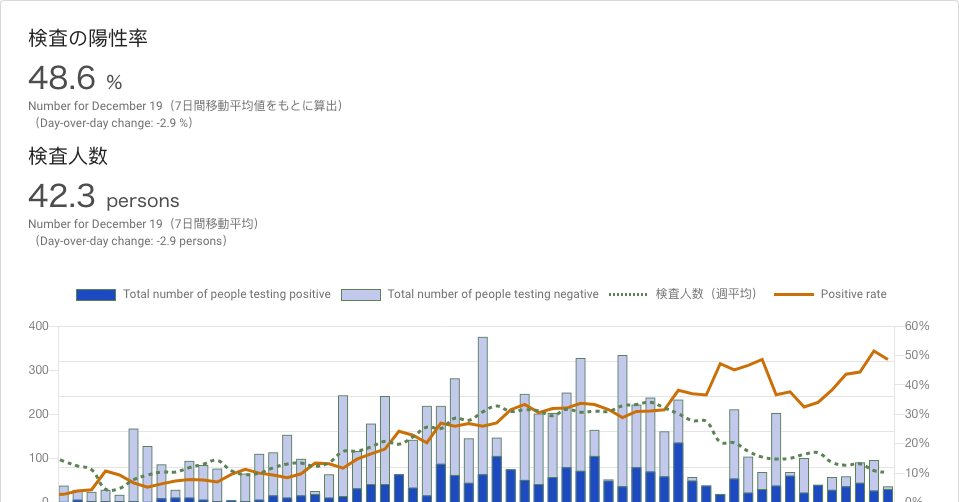 検査の陽性率
48.6 %
Number for December 19（7日間移動平均値をもとに算出）
（Day-over-day change: -2.9 %）
検査人数
42.3 persons
Number for December 19（7日間移動平均）
（Day-over-day change: -2.9 persons）
Total number of people testing positive Total number of people testing negative 検査人数（週平均） Positive rate
400 60%
50%
300
40%
200 30%
20%
100
10%
0 0%